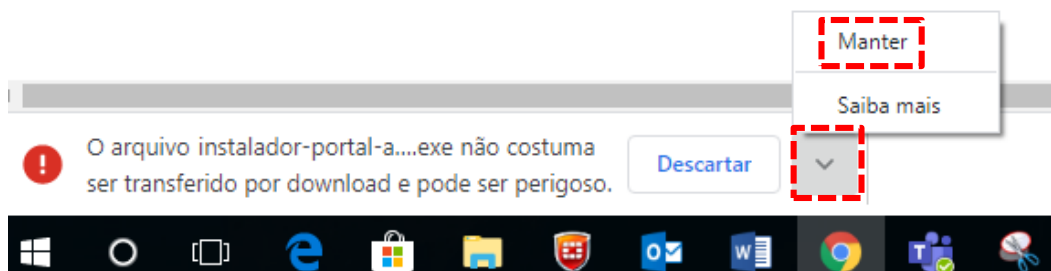 Manter
Saiba mais
O arquivo instalador-portal-a....exe não costuma
ser transferido por download e pode ser perigoso.
Descartar